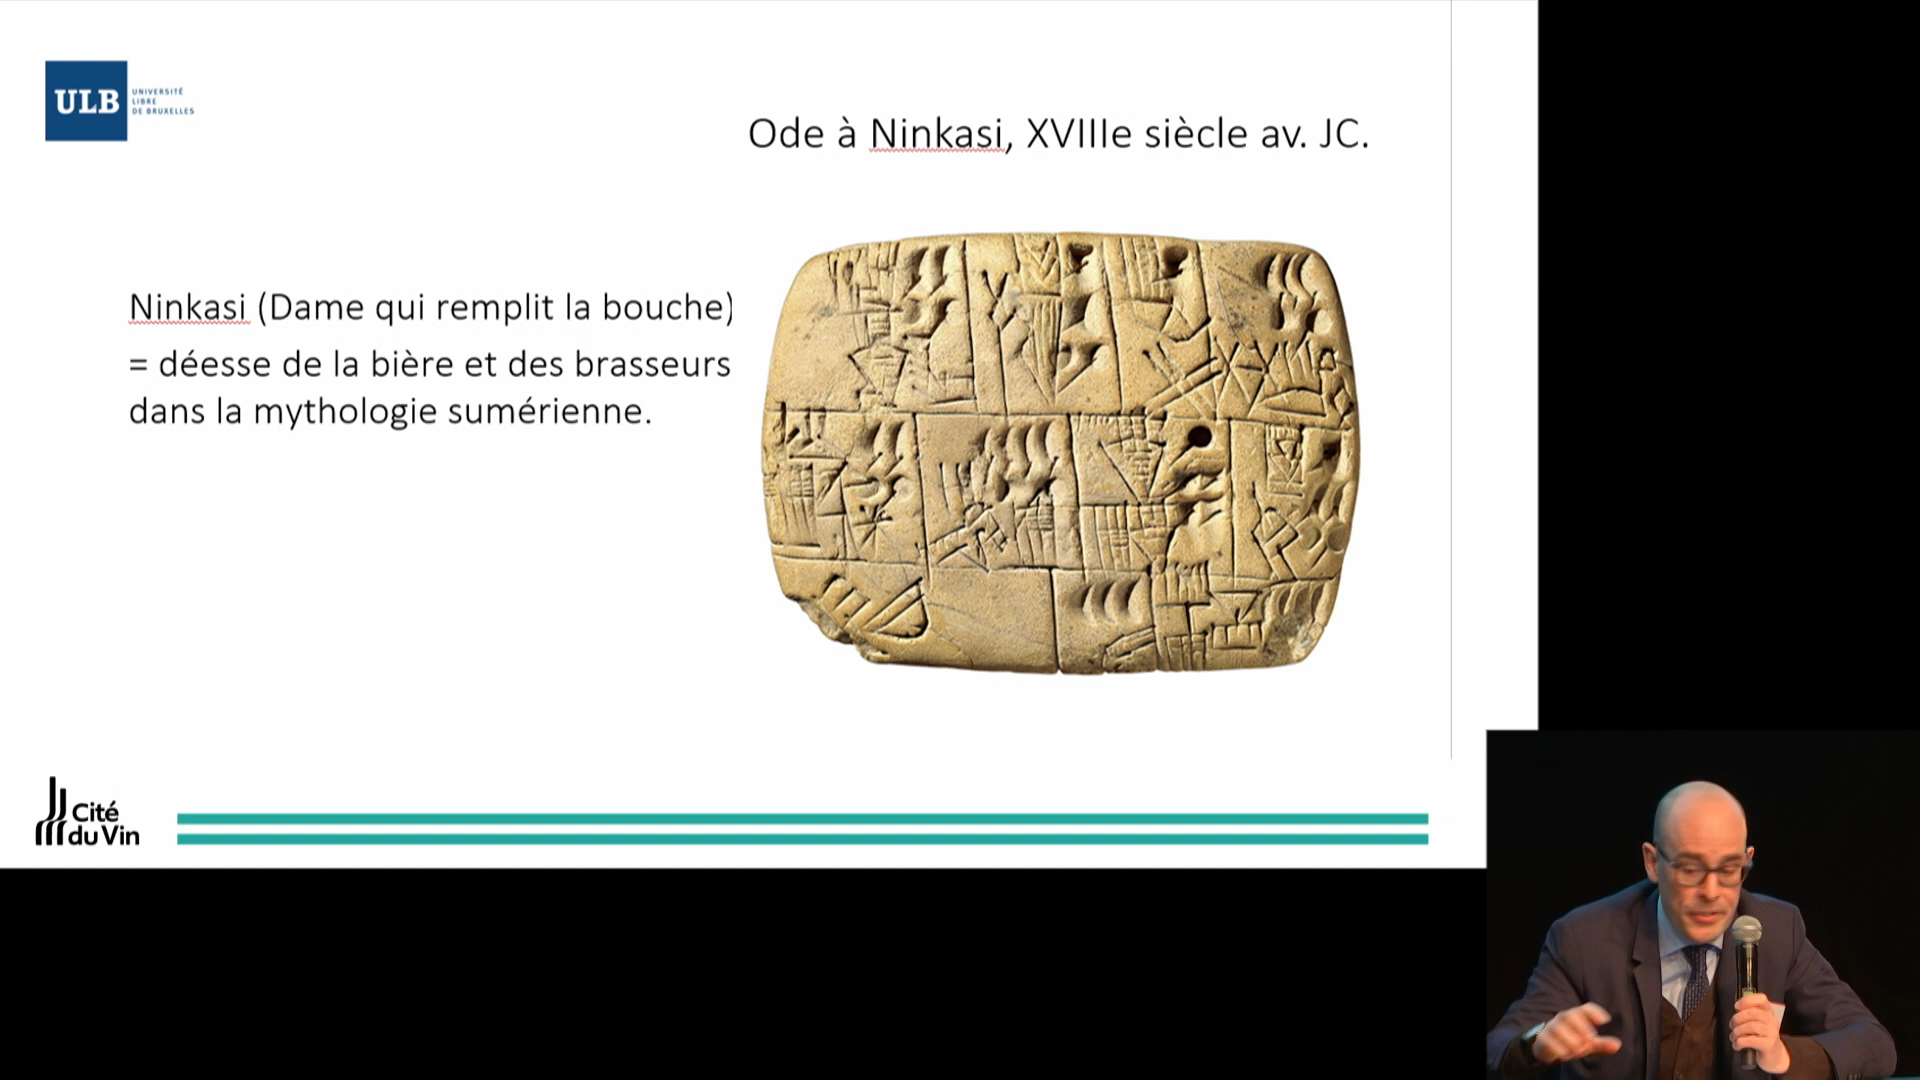 ULB
UNIVERSITÉ
LIBRE
DE BRUXELLES
Ode à Ninkasi, XVIIIe siècle av. JC.
Ninkasi (Dame qui remplit la bouche)
= déesse de la bière et des brasseurs
dans la mythologie sumérienne.
Cité
du Vin